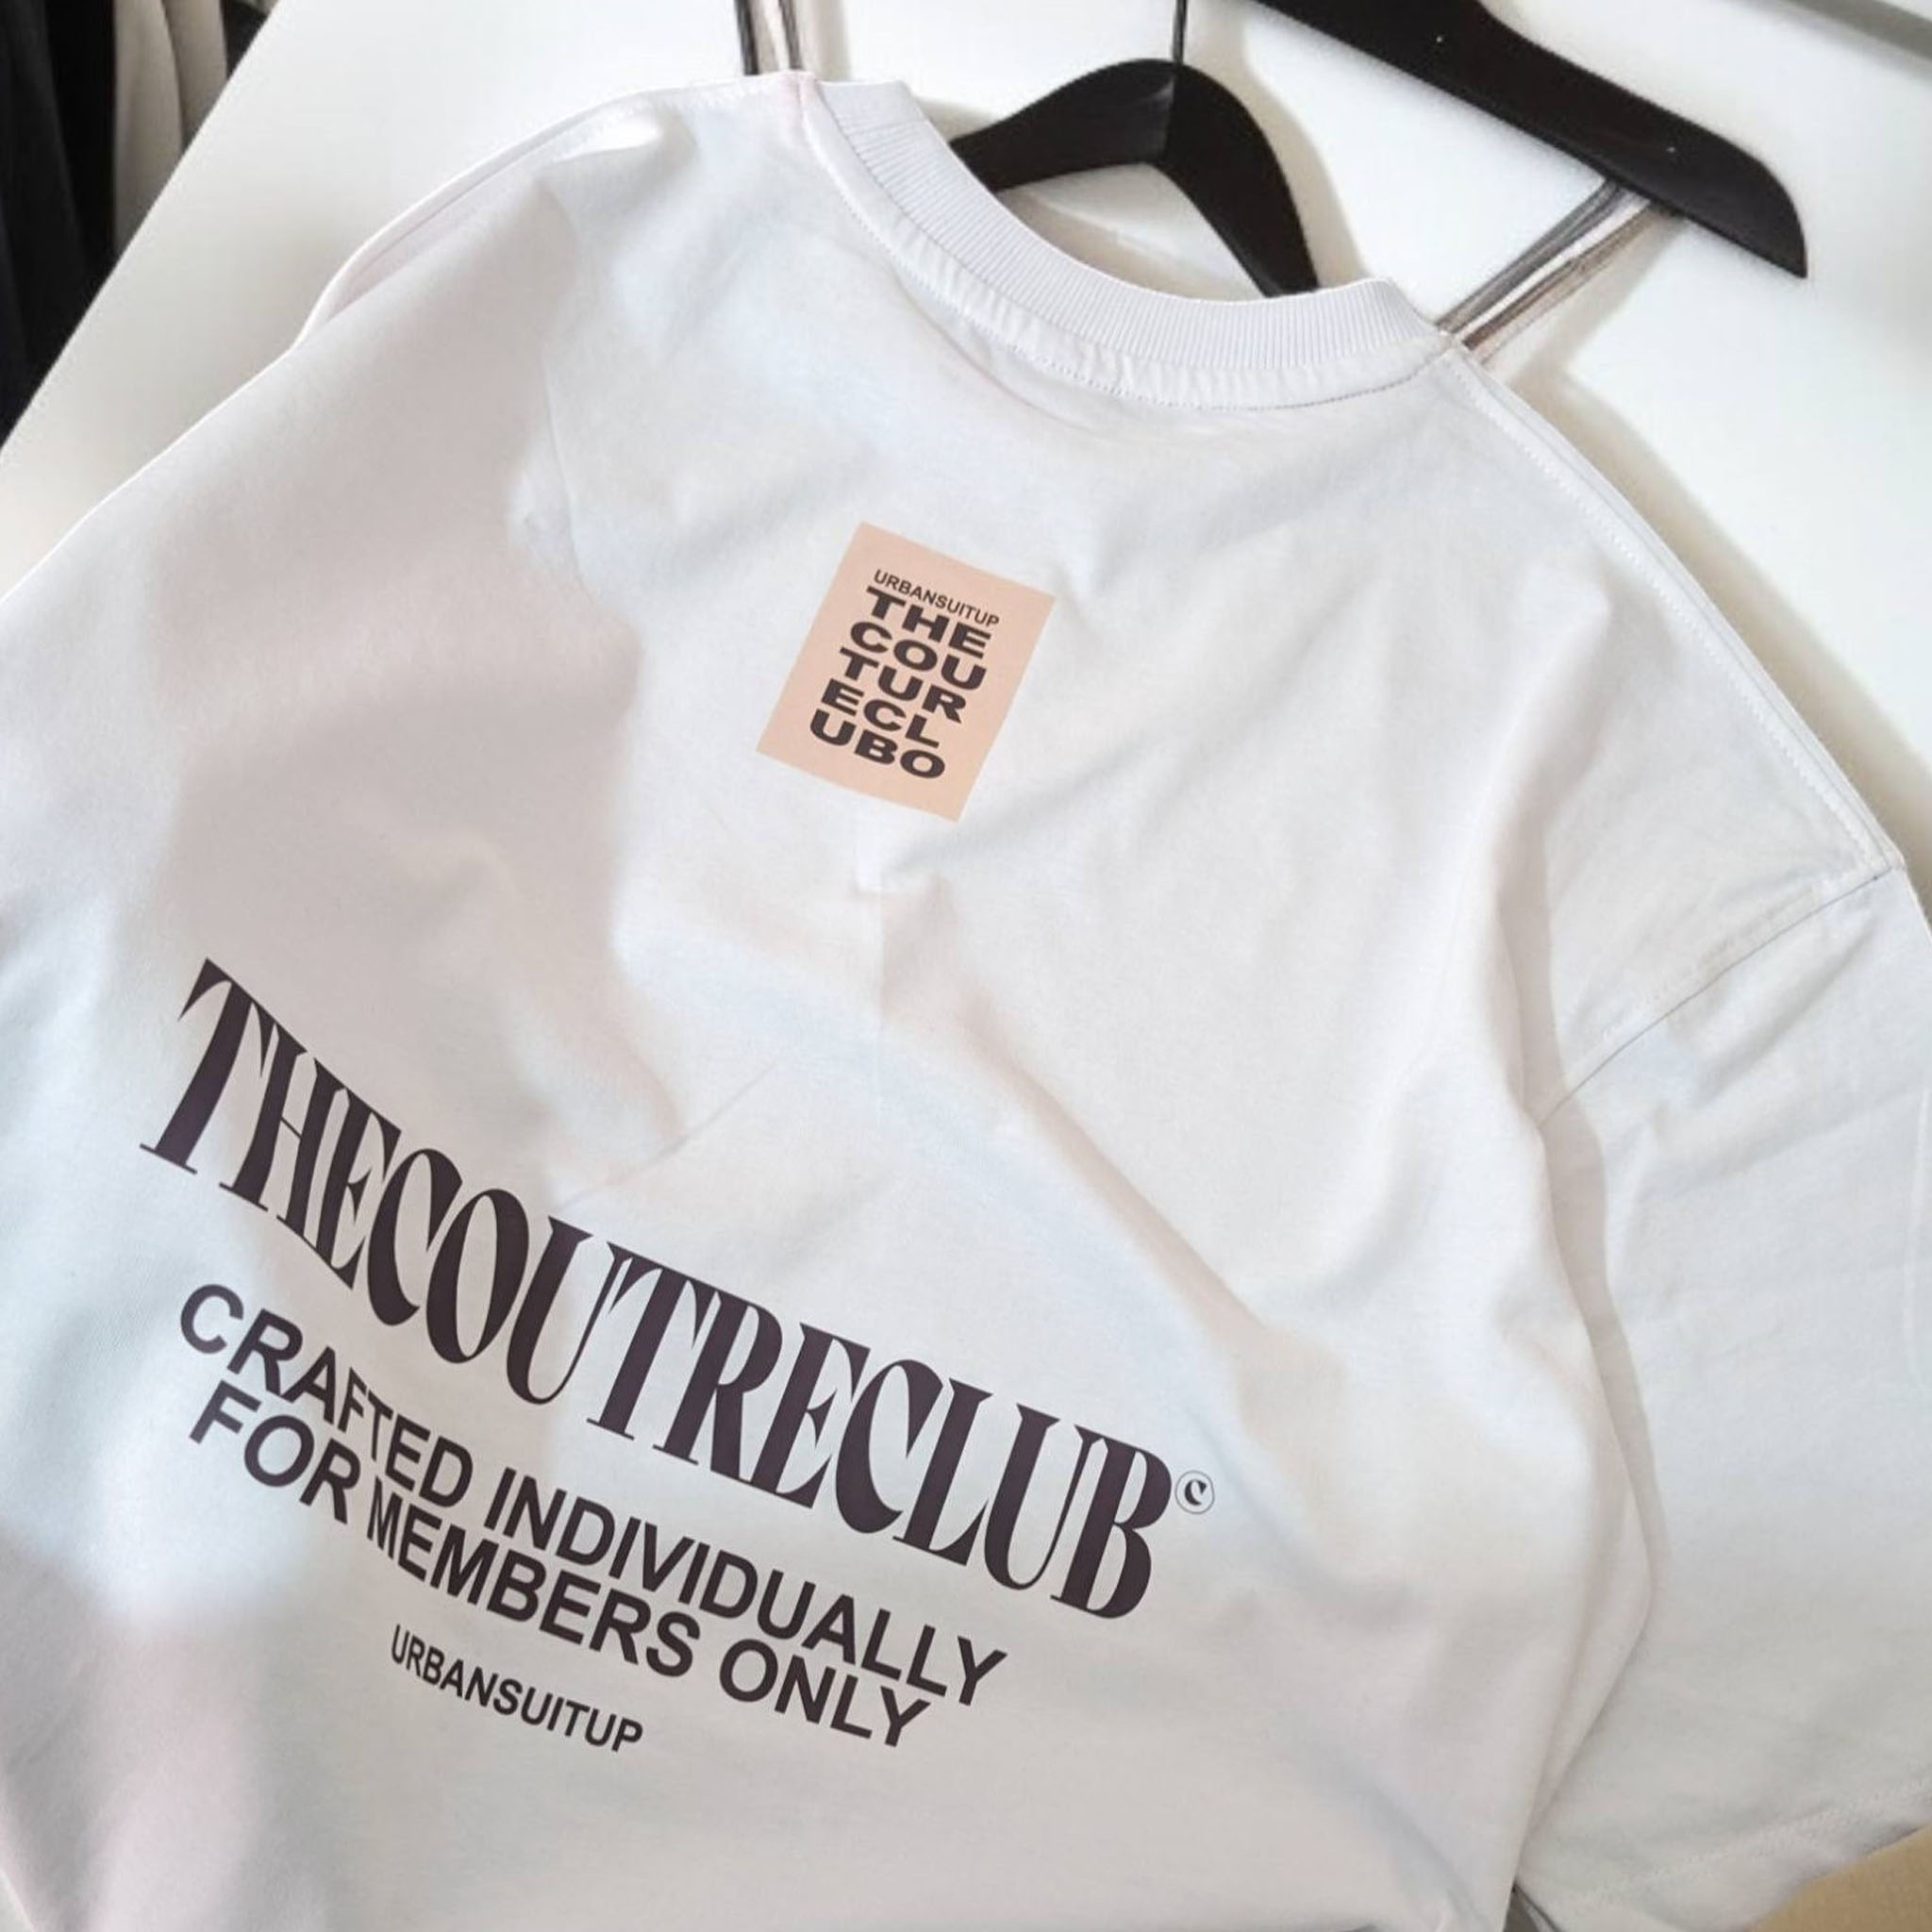 URBANSUITUP
THE
COU
TUR
ECL
UBO
THECOUTRECLUB©
CRAFTED INDIVIDUALLY
FOR MEMBERS ONLY
URBANSUITUP